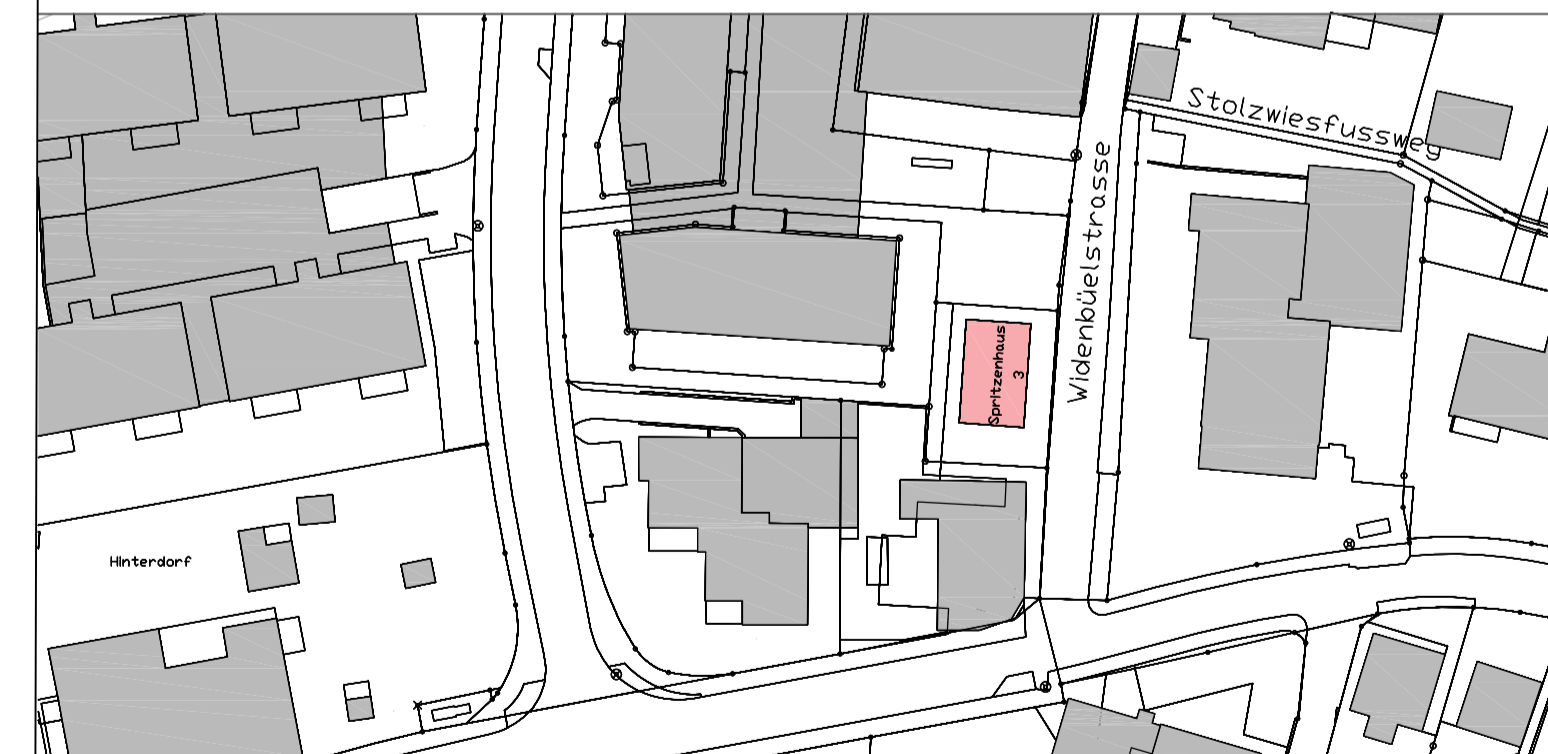 Stolzwiesfussweg
Widenbüelstrasse
Spritzenhaus
3
Hinterdorf